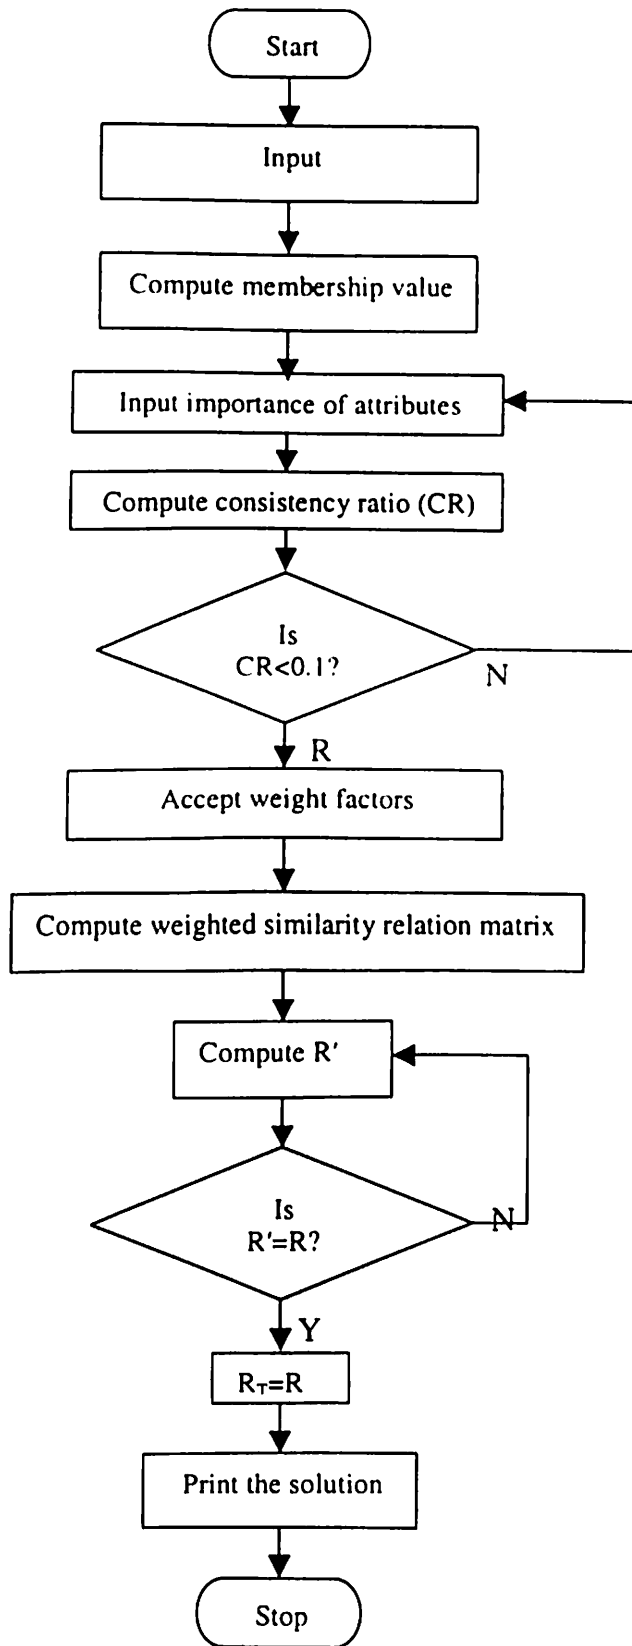 Start
Input
Compute membership value
Input importance of attributes
Compute consistency ratio (CR)
Is
CR<0.1?
N
R
Accept weight factors
Compute weighted similarity relation matrix
Compute R'
Is
R'=R?
N
Y
R_T=R
Print the solution
Stop